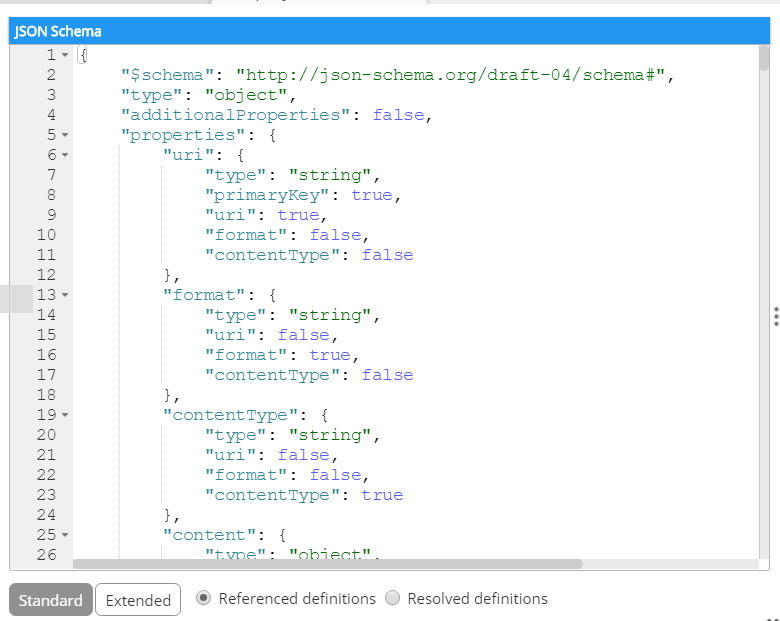 JSON Schema
1 {
2 "$schema": "http://json-schema.org/draft-04/schema#",
3 "type": "object",
4 "additionalProperties": false,
5 "properties": {
6 "uri": {
7 "type": "string",
8 "primaryKey": true,
9 "uri": true,
10 "format": false,
11 "contentType": false
12 },
13 "format": {
14 "type": "string",
15 "uri": false,
16 "format": true,
17 "contentType": false
18 },
19 "contentType": {
20 "type": "string",
21 "uri": false,
22 "format": false,
23 "contentType": true
24 },
25 "content": {
26 "type": "object",
Standard Extended Referenced definitions Resolved definitions